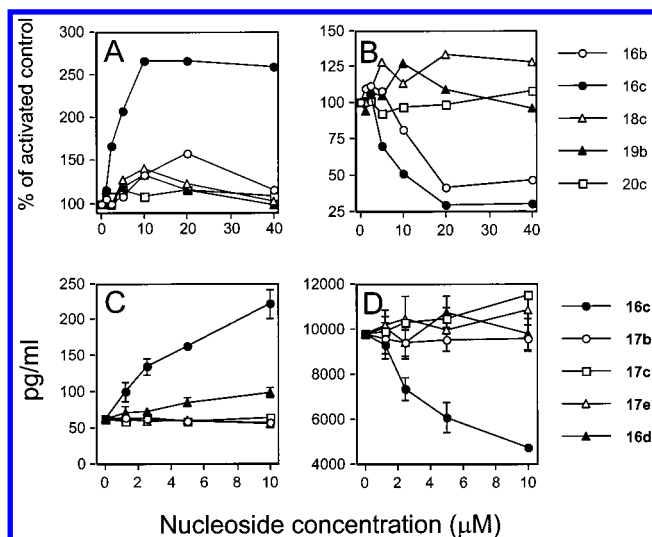 A
B
% of activated control
300
250
200
150
100
0 10 20 30 40
150
125
100
75
50
25
0 10 20 30 40
16b
16c
18c
19b
20c
C
D
pg/ml
250
200
150
100
50
0
0 2 4 6 8 10
12000
10000
8000
6000
4000
0 2 4 6 8 10
16c
17b
17c
17e
16d
Nucleoside concentration (μM)